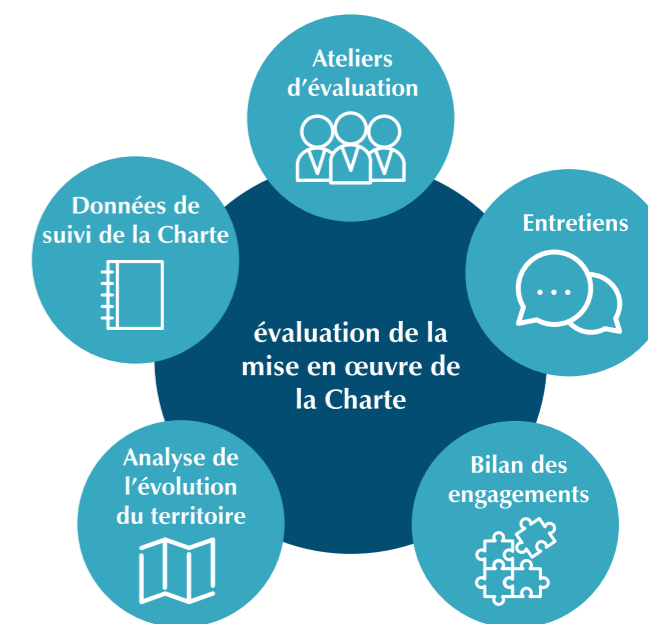 Ateliers
d’évaluation
Données de
suivi de la Charte
Entretiens
évaluation de la
mise en œuvre de
la Charte
Analyse de
l’évolution
du territoire
Bilan des
engagements